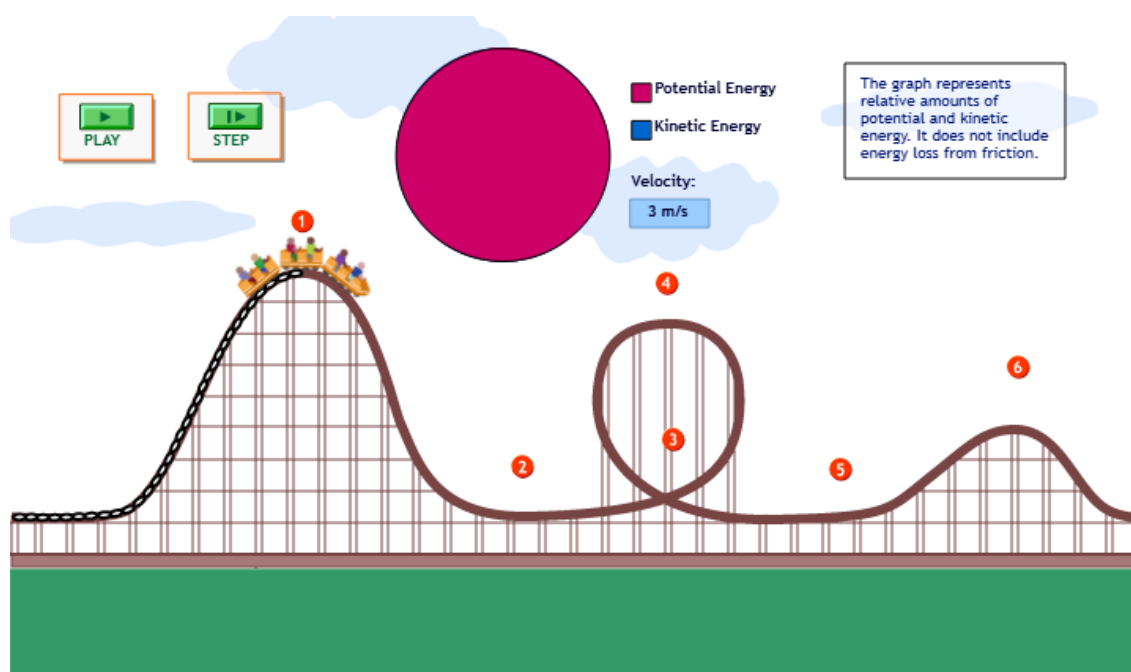 Potential Energy
Kinetic Energy
Velocity:
3 m/s
The graph represents
relative amounts of
potential and kinetic
energy. It does not include
energy loss from friction.
PLAY
STEP
1
4
6
3
2
5